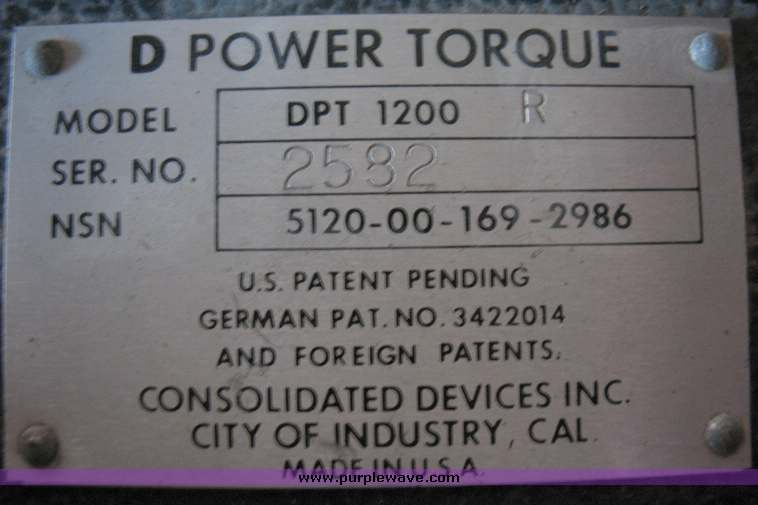 D POWER TORQUE
MODEL DPT 1200 R
SER. NO. 2582
NSN 5120-00-169-2986
U.S. PATENT PENDING
GERMAN PAT. NO. 3422014
AND FOREIGN PATENTS.
CONSOLIDATED DEVICES INC.
CITY OF INDUSTRY, CAL.
MADE IN U.S.A.
www.purplewave.com